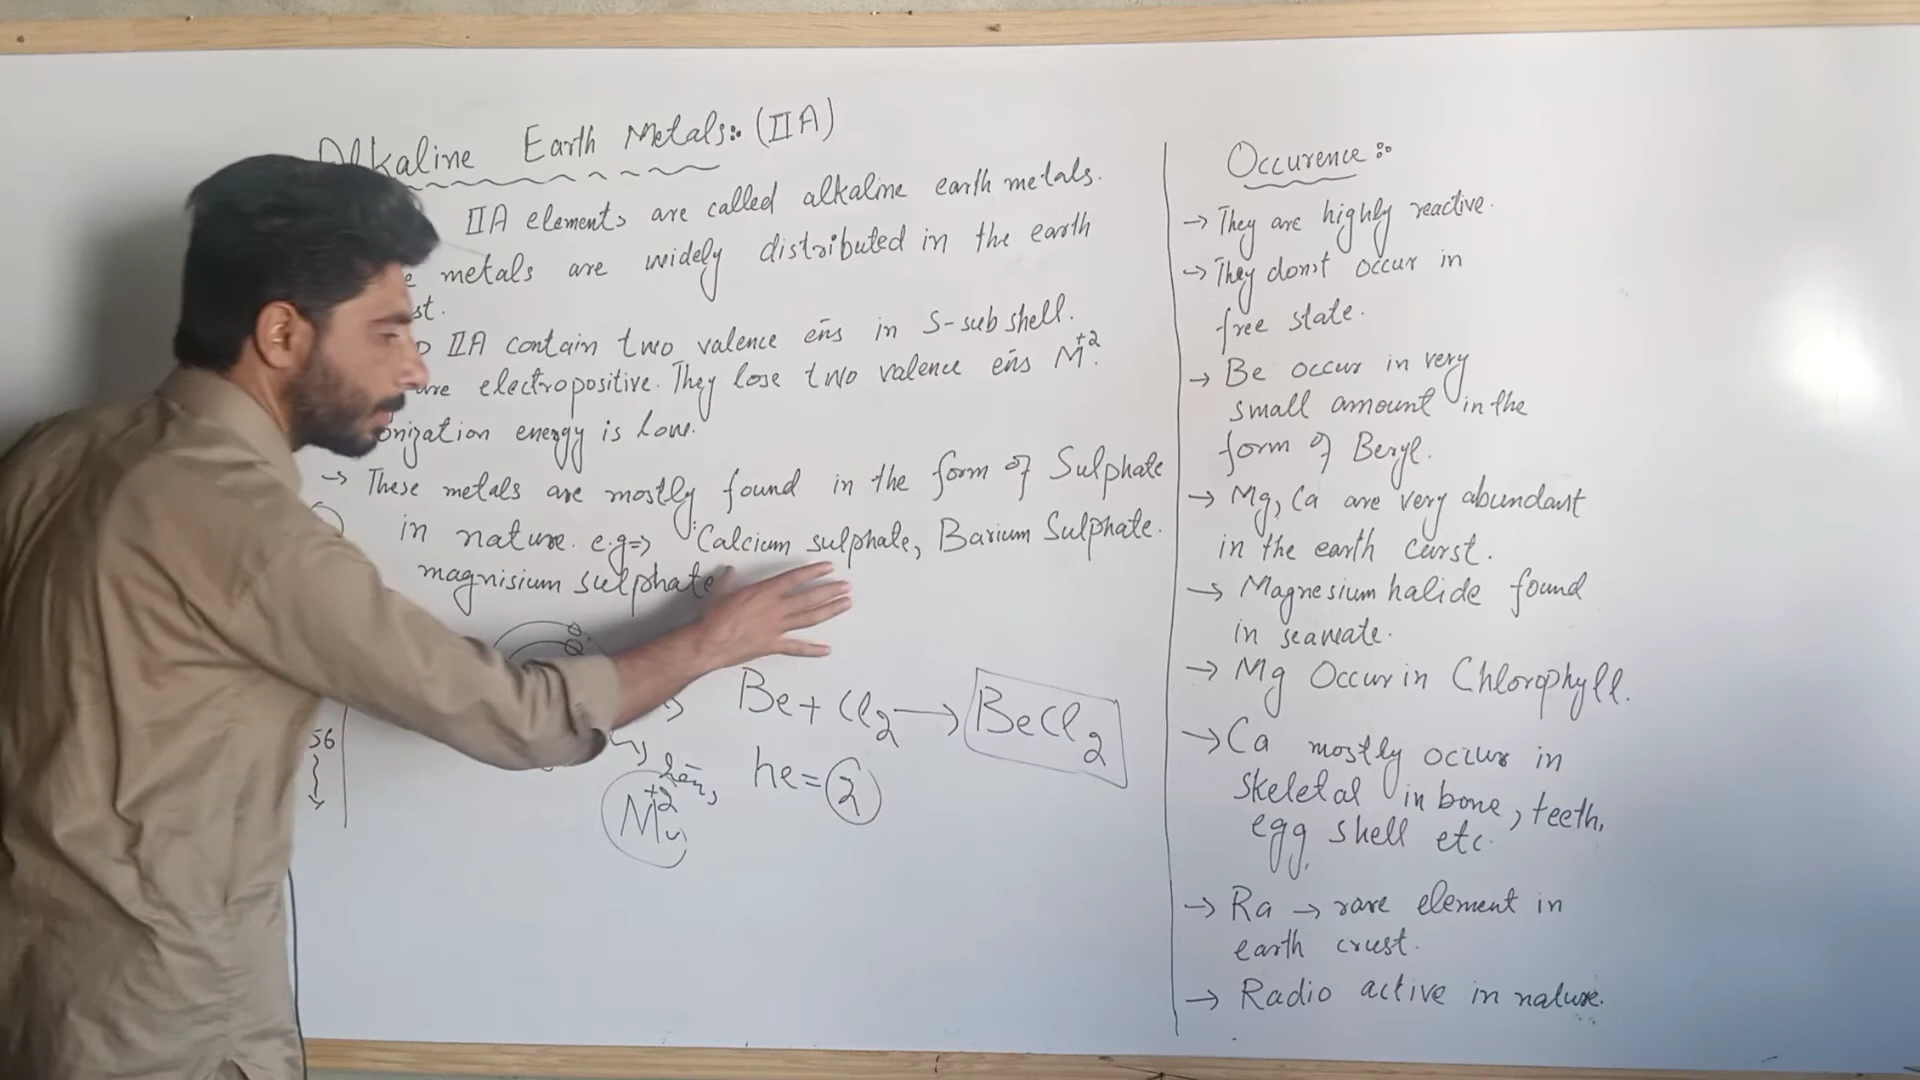 Alkaline Earth Metals:. (IIA)
IIA elements are called alkaline earth metals.
metals are widely distributed in the earth
st.
IIA contain two valence ēns in S-subshell.
are electropositive. They lose two valence ēns M+2.
onization energy is low.
→ These metals are mostly found in the form of Sulphate
in nature. e.g=> Calcium sulphate, Barium Sulphate.
magnisium sulphate
Be + Cl2 → BeCl2
he = 2
M+2
56
Occurence :.
→ They are highly reactive.
→ They don't occur in
free state.
→ Be occur in very
small amount in the
form of Beryl.
→ Mg, Ca are very abundant
in the earth curst.
→ Magnesium halide found
in seawate.
→ Mg Occur in Chlorophyll.
→ Ca mostly occur in
skeletal in bone, teeth,
egg shell etc.
→ Ra → rare element in
earth crust.
→ Radio active in nature.